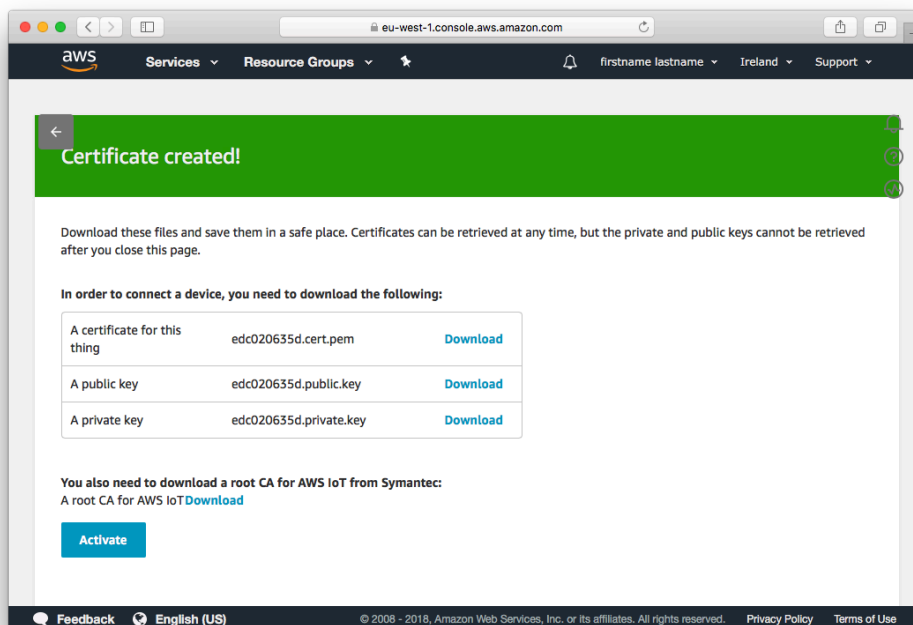 eu-west-1.console.aws.amazon.com
aws Services Resource Groups firstname lastname Ireland Support
Certificate created!
Download these files and save them in a safe place. Certificates can be retrieved at any time, but the private and public keys cannot be retrieved
after you close this page.
In order to connect a device, you need to download the following:
A certificate for this
thing edc020635d.cert.pem Download
A public key edc020635d.public.key Download
A private key edc020635d.private.key Download
You also need to download a root CA for AWS IoT from Symantec:
A root CA for AWS IoTDownload
Activate
Feedback English (US) © 2008 - 2018, Amazon Web Services, Inc. or its affiliates. All rights reserved. Privacy Policy Terms of Use